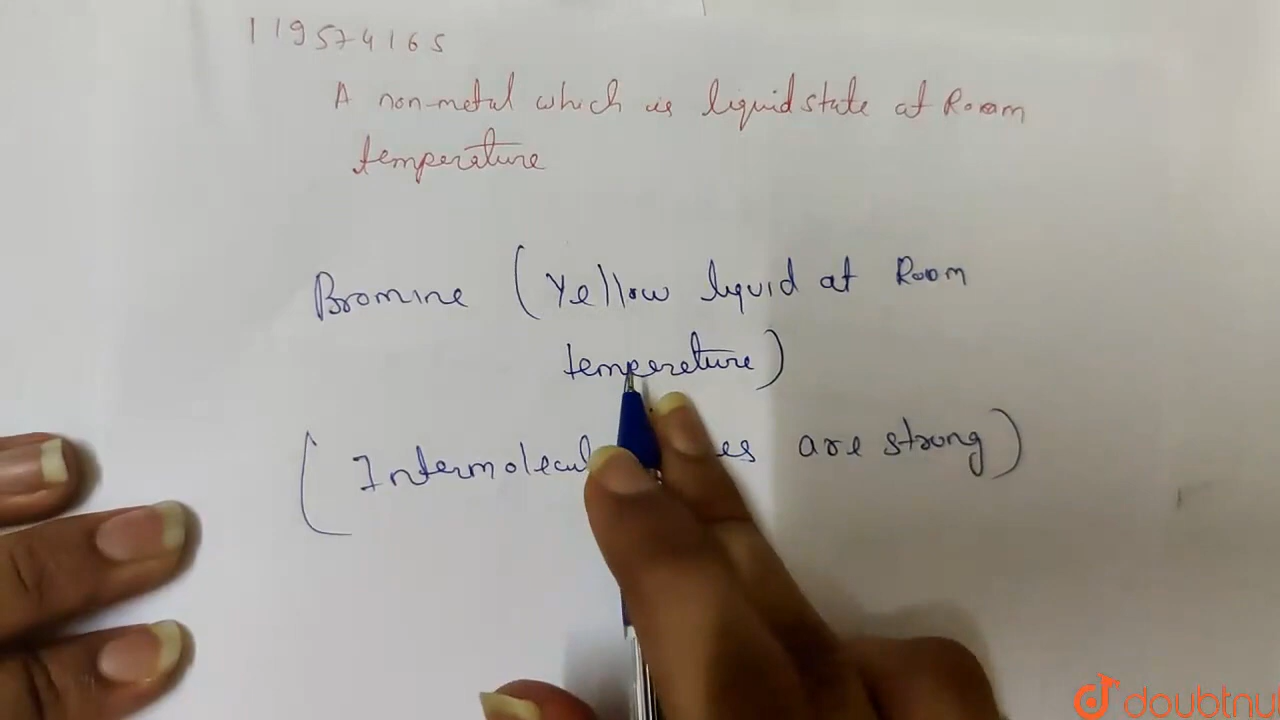 119574165
A non-metal which is liquid state at Room
temperature
Bromine (Yellow liquid at Room
temperature)
(Intermolecul es are strong)
doubtnu